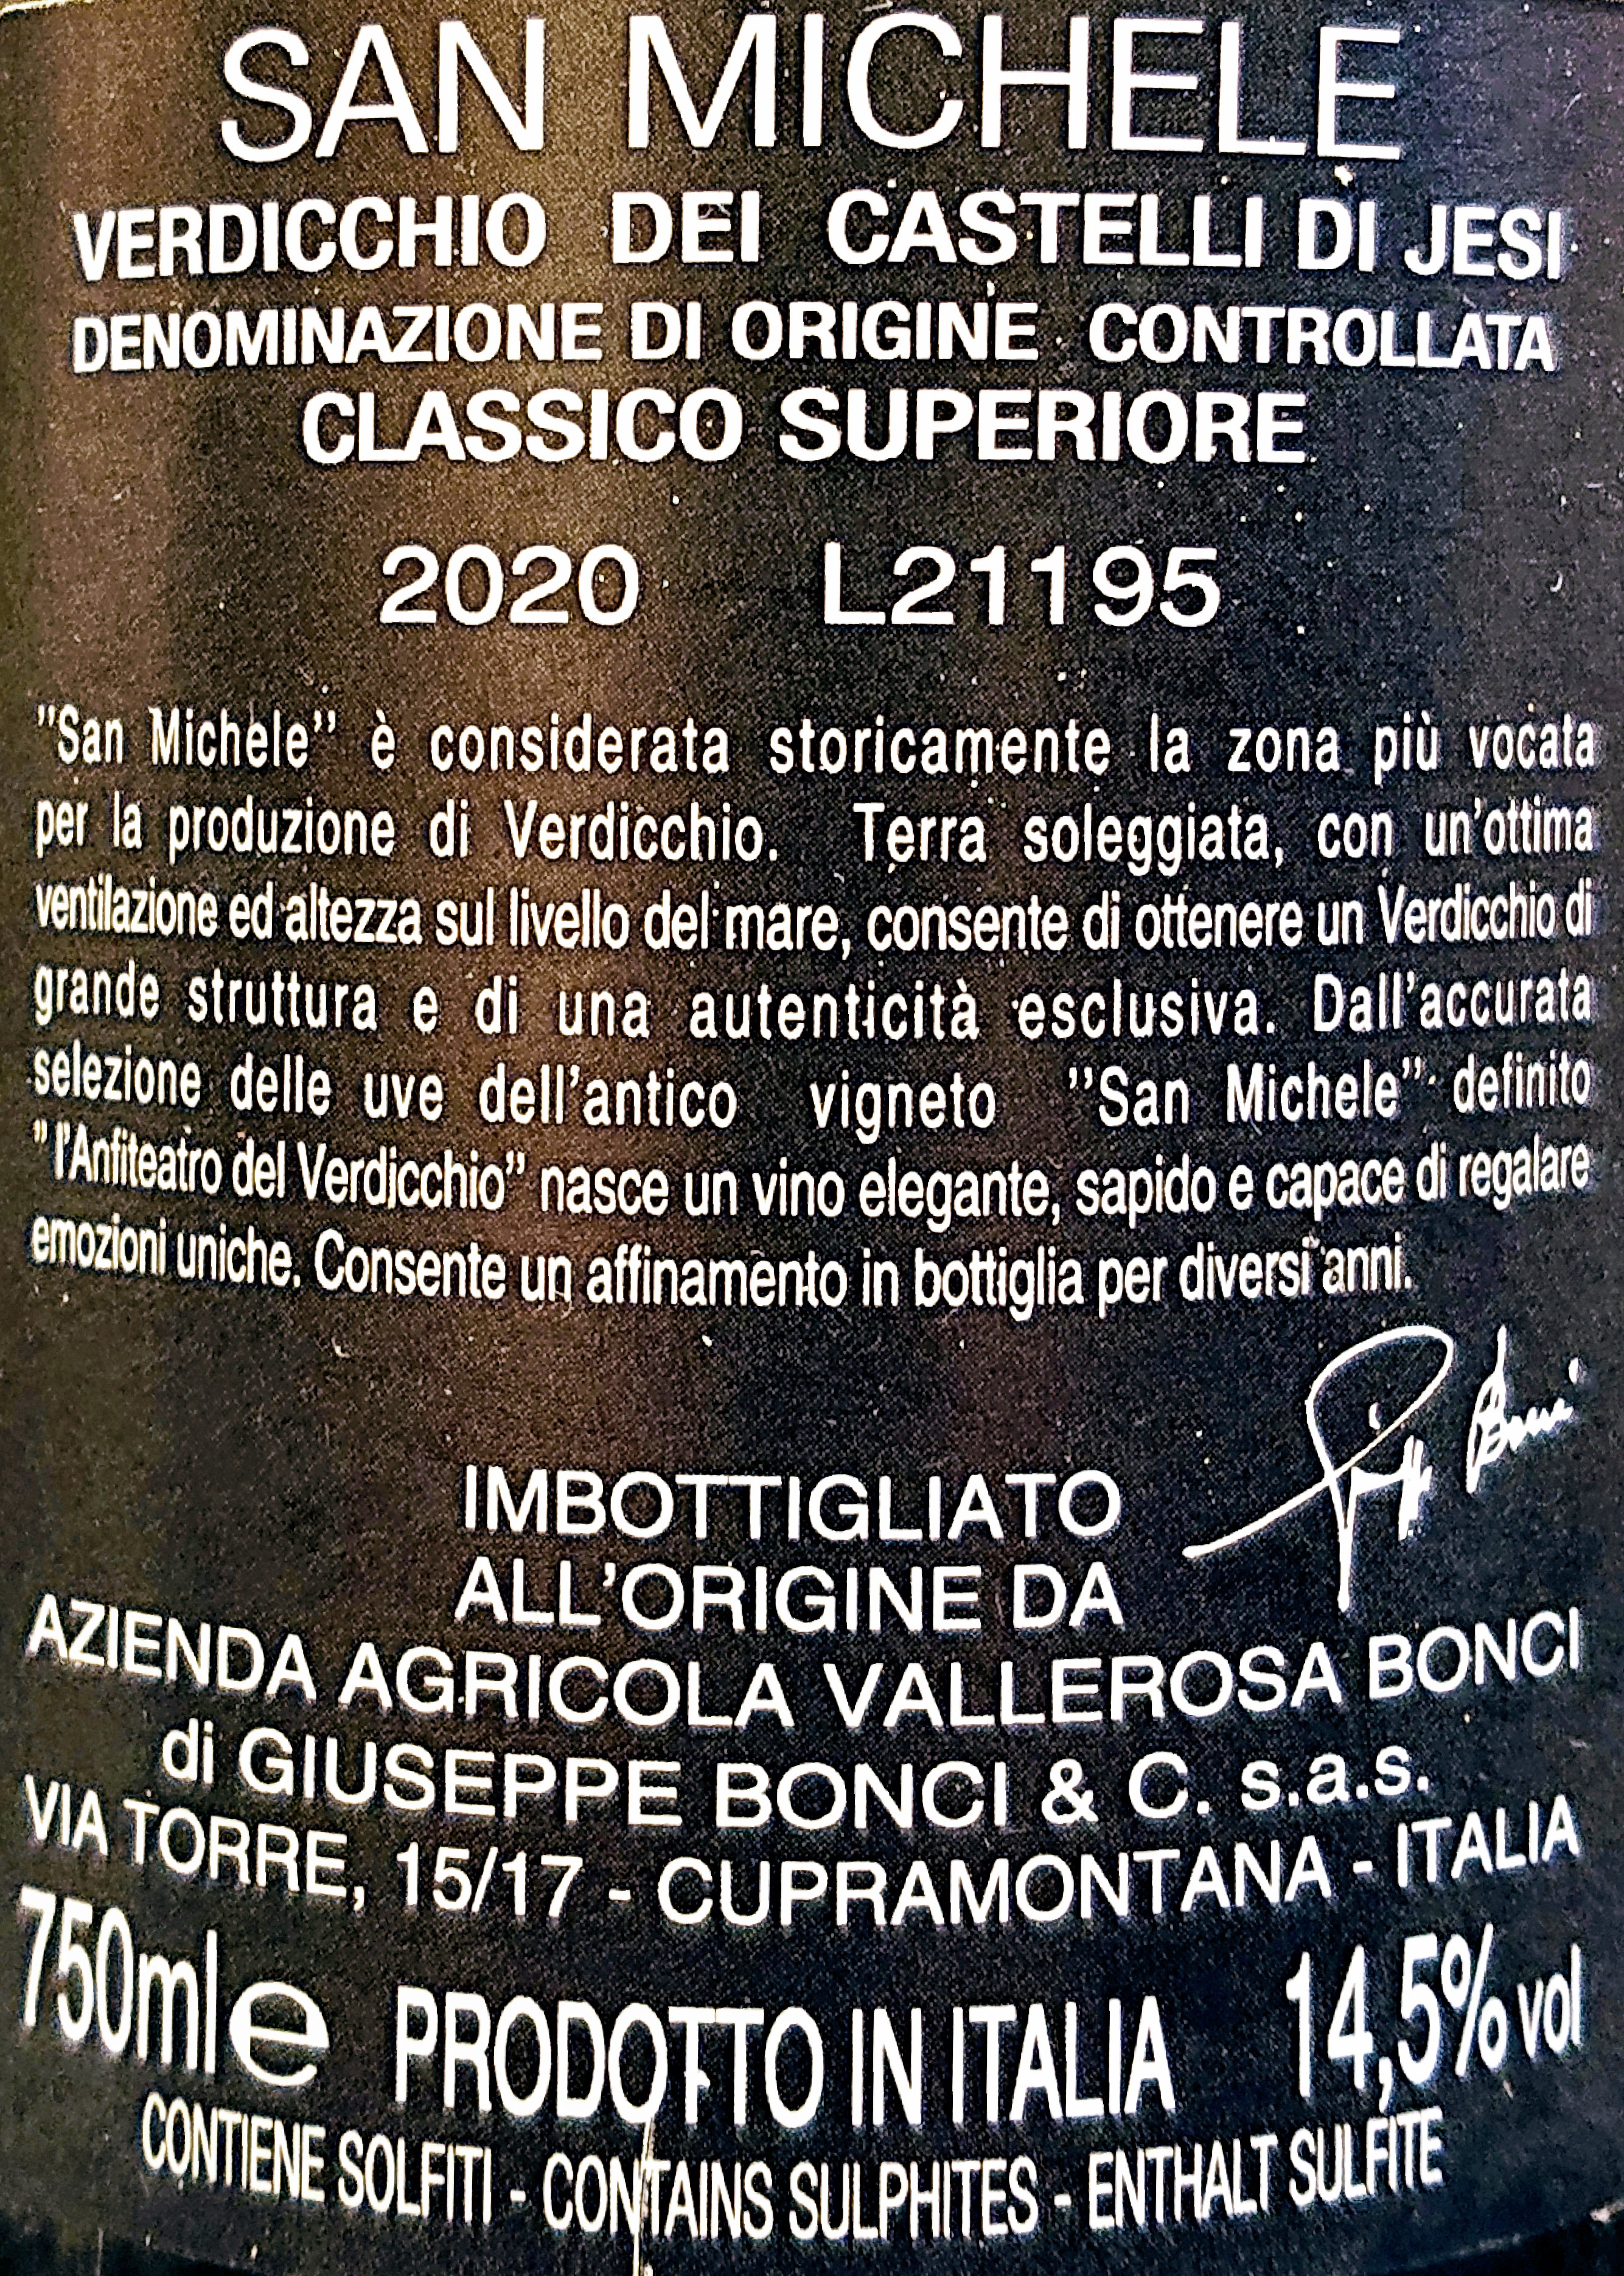 SAN MICHELE
VERDICCHIO DEI CASTELLI DI JESI
DENOMINAZIONE DI ORIGINE CONTROLLATA
CLASSICO SUPERIORE
2020 L21195
"San Michele" è considerata storicamente la zona più vocata
per la produzione di Verdicchio. Terra soleggiata, con un'ottima
ventilazione ed altezza sul livello del mare, consente di ottenere un Verdicchio di
grande struttura e di una autenticità esclusiva. Dall'accurata
selezione delle uve dell'antico vigneto "San Michele" definito
"l'Anfiteatro del Verdicchio" nasce un vino elegante, sapido e capace di regalare
emozioni uniche. Consente un affinamento in bottiglia per diversi anni.
Bonci
IMBOTTIGLIATO
ALL'ORIGINE DA
AZIENDA AGRICOLA VALLEROSA BONCI
di GIUSEPPE BONCI & C. s.a.s.
VIA TORRE, 15/17 - CUPRAMONTANA - ITALIA
750ml e PRODOTTO IN ITALIA 14,5% vol
CONTIENE SOLFITI - CONTAINS SULPHITES - ENTHALT SULFITE